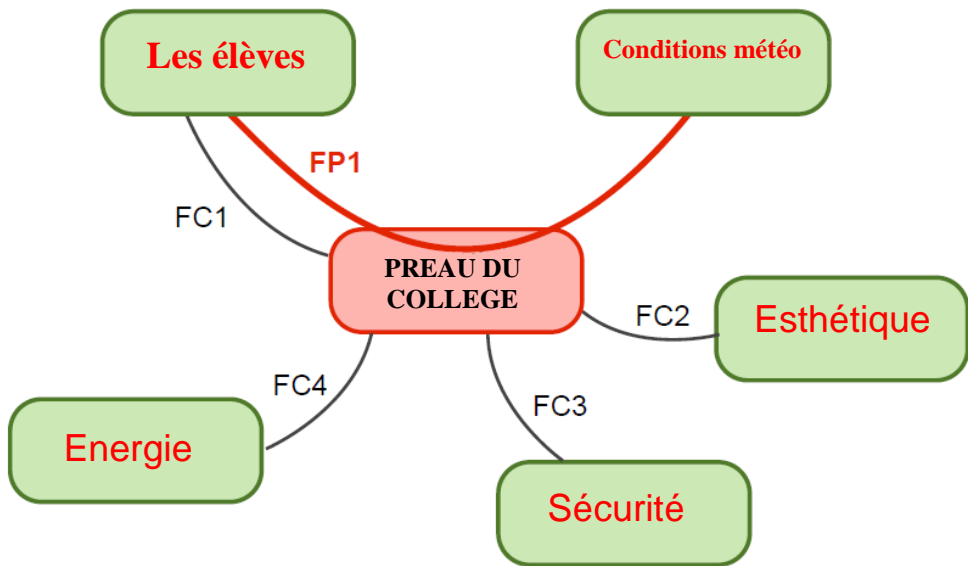 Les élèves
Conditions météo
FP1
FC1
PREAU DU
COLLEGE
FC2
Esthétique
FC4
FC3
Energie
Sécurité